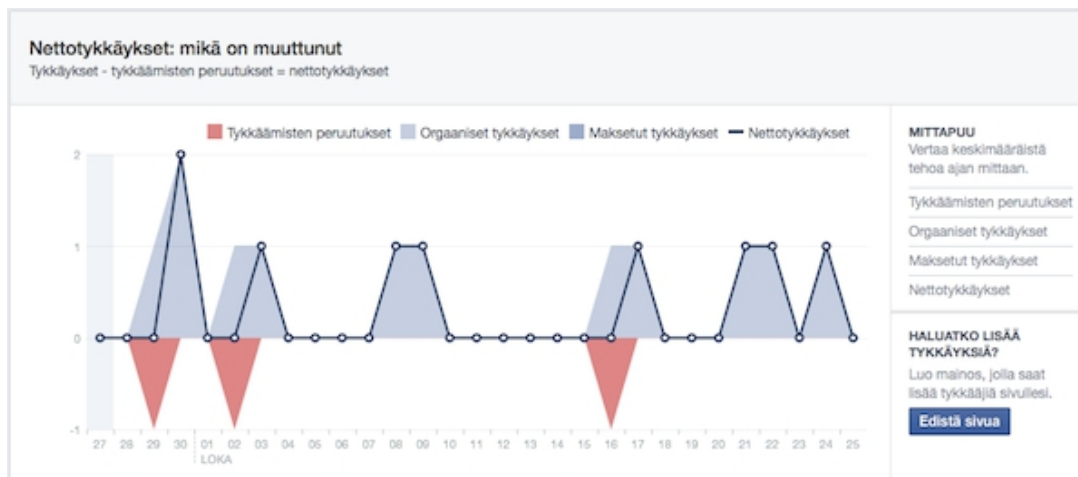 Nettotykkäykset: mikä on muuttunut
Tykkäykset - tykkäämisten peruutukset = nettotykkäykset
Tykkäämisten peruutukset Orgaaniset tykkäykset Maksetut tykkäykset Nettotykkäykset
2
1
0
-1
27 28 29 30 01 02 03 04 05 06 07 08 09 10 11 12 13 14 15 16 17 18 19 20 21 22 23 24 25
LOKA
MITTAPUU
Vertaa keskimääräistä
tehoa ajan mittaan.
Tykkäämisten peruutukset
Orgaaniset tykkäykset
Maksetut tykkäykset
Nettotykkäykset
HALUATKO LISÄÄ
TYKKÄYKSIÄ?
Luo mainos, jolla saat
lisää tykkääjiä sivullesi.
Edistä sivua